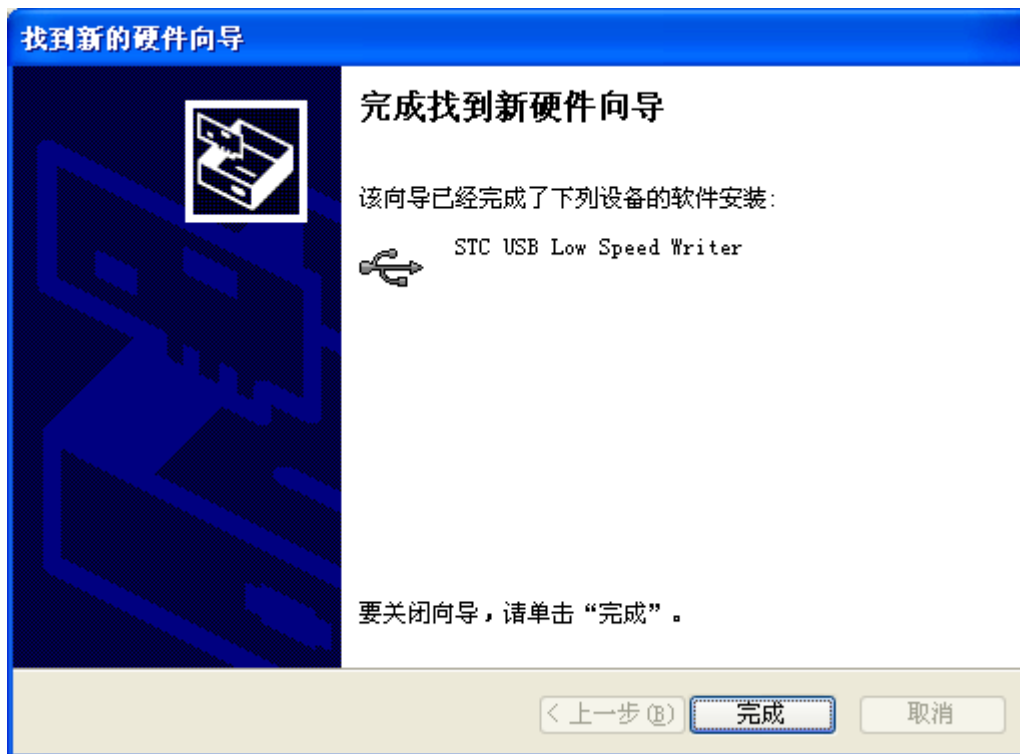 找到新的硬件向导
完成找到新硬件向导
该向导已经完成了下列设备的软件安装:
STC USB Low Speed Writer
要关闭向导，请单击“完成”。
< 上一步(B)
完成
取消